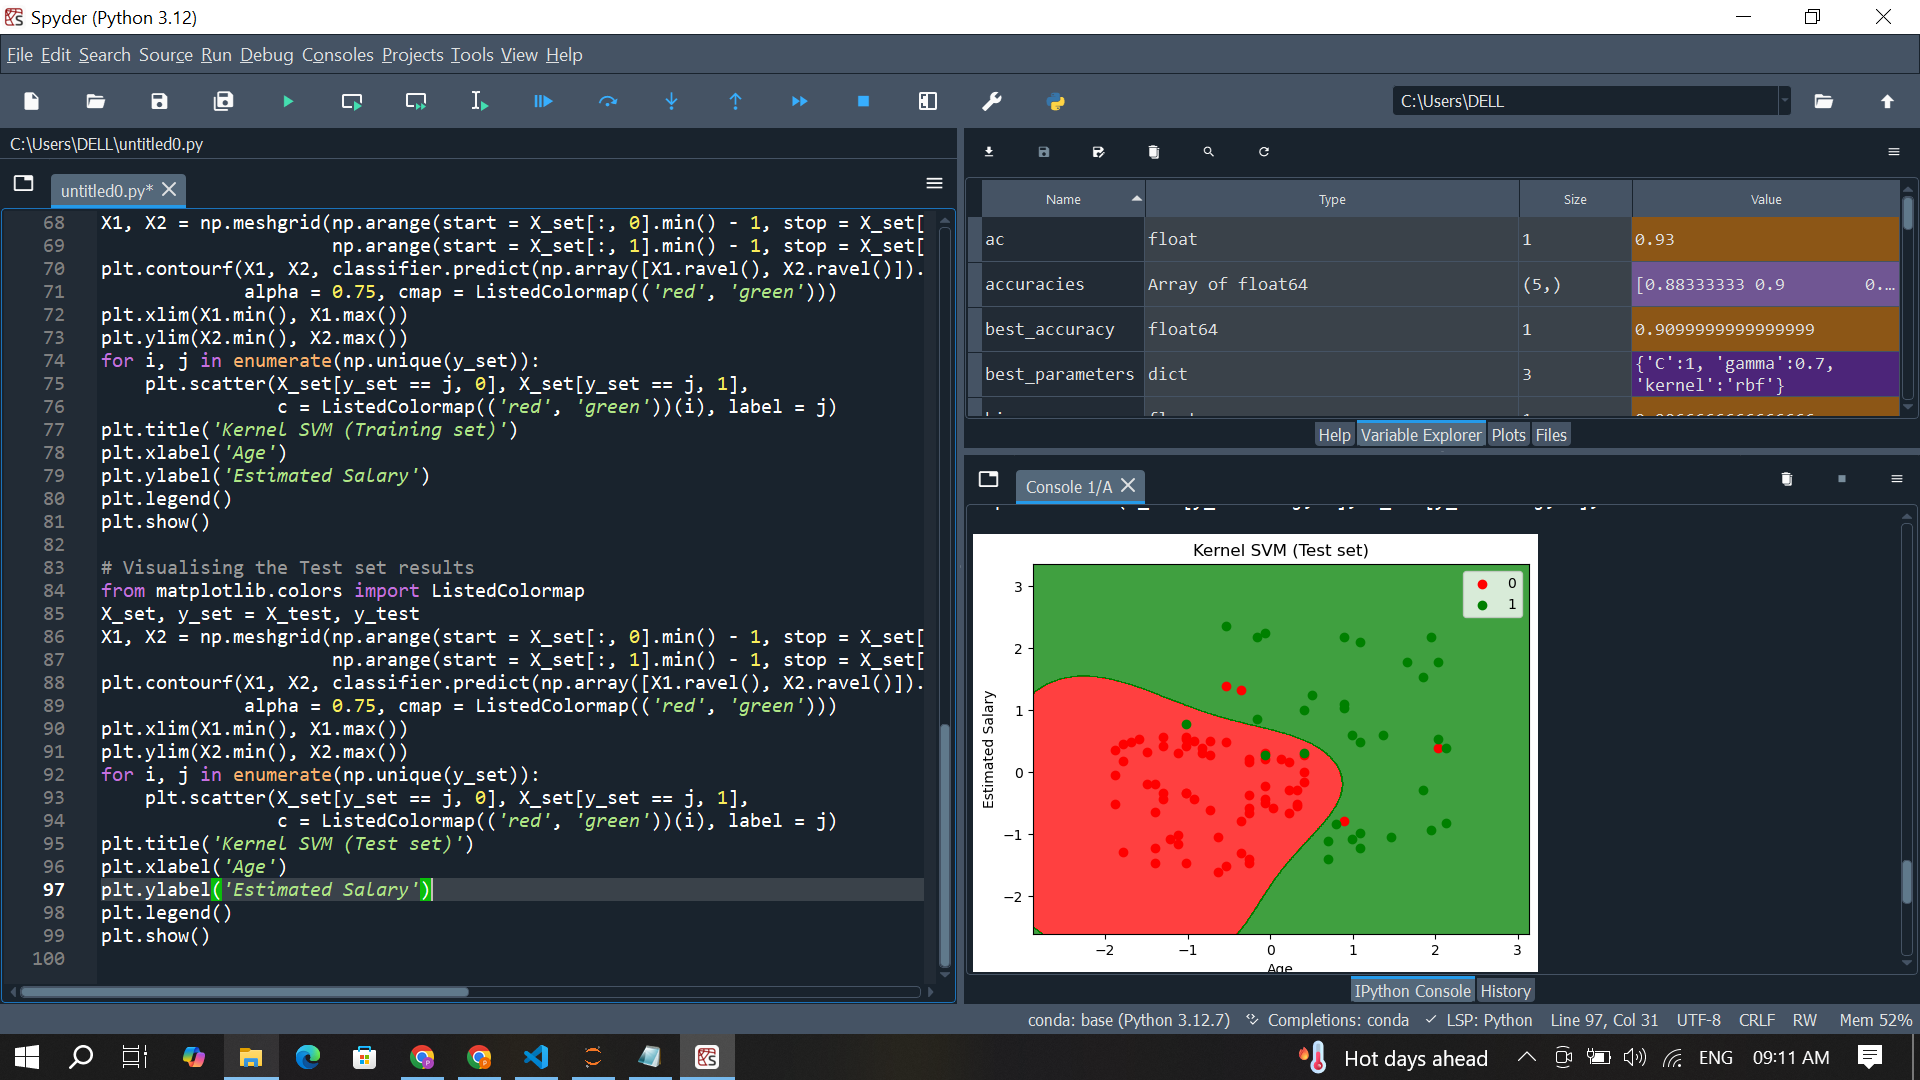 Spyder (Python 3.12)
File Edit Search Source Run Debug Consoles Projects Tools View Help
C:\Users\DELL
C:\Users\DELL\untitled0.py
untitled0.py*
68 X1, X2 = np.meshgrid(np.arange(start = X_set[:, 0].min() - 1, stop = X_set[
69 np.arange(start = X_set[:, 1].min() - 1, stop = X_set[
70 plt.contourf(X1, X2, classifier.predict(np.array([X1.ravel(), X2.ravel()]).
71 alpha = 0.75, cmap = ListedColormap(('red', 'green')))
72 plt.xlim(X1.min(), X1.max())
73 plt.ylim(X2.min(), X2.max())
74 for i, j in enumerate(np.unique(y_set)):
75 plt.scatter(X_set[y_set == j, 0], X_set[y_set == j, 1],
76 c = ListedColormap(('red', 'green'))(i), label = j)
77 plt.title('Kernel SVM (Training set)')
78 plt.xlabel('Age')
79 plt.ylabel('Estimated Salary')
80 plt.legend()
81 plt.show()
82
83 # Visualising the Test set results
84 from matplotlib.colors import ListedColormap
85 X_set, y_set = X_test, y_test
86 X1, X2 = np.meshgrid(np.arange(start = X_set[:, 0].min() - 1, stop = X_set[
87 np.arange(start = X_set[:, 1].min() - 1, stop = X_set[
88 plt.contourf(X1, X2, classifier.predict(np.array([X1.ravel(), X2.ravel()]).
89 alpha = 0.75, cmap = ListedColormap(('red', 'green')))
90 plt.xlim(X1.min(), X1.max())
91 plt.ylim(X2.min(), X2.max())
92 for i, j in enumerate(np.unique(y_set)):
93 plt.scatter(X_set[y_set == j, 0], X_set[y_set == j, 1],
94 c = ListedColormap(('red', 'green'))(i), label = j)
95 plt.title('Kernel SVM (Test set)')
96 plt.xlabel('Age')
97 plt.ylabel('Estimated Salary')
98 plt.legend()
99 plt.show()
100
Name Type Size Value
ac float 1 0.93
accuracies Array of float64 (5,) [0.88333333 0.9 0.…
best_accuracy float64 1 0.9099999999999999
best_parameters dict 3 {'C':1, 'gamma':0.7,
'kernel':'rbf'}
Help Variable Explorer Plots Files
Console 1/A
Kernel SVM (Test set)
0
1
Estimated Salary
3
2
1
0
−1
−2
−2 −1 0 1 2 3
Age
IPython Console History
conda: base (Python 3.12.7) Completions: conda LSP: Python Line 97, Col 31 UTF-8 CRLF RW Mem 52%
Hot days ahead ENG 09:11 AM